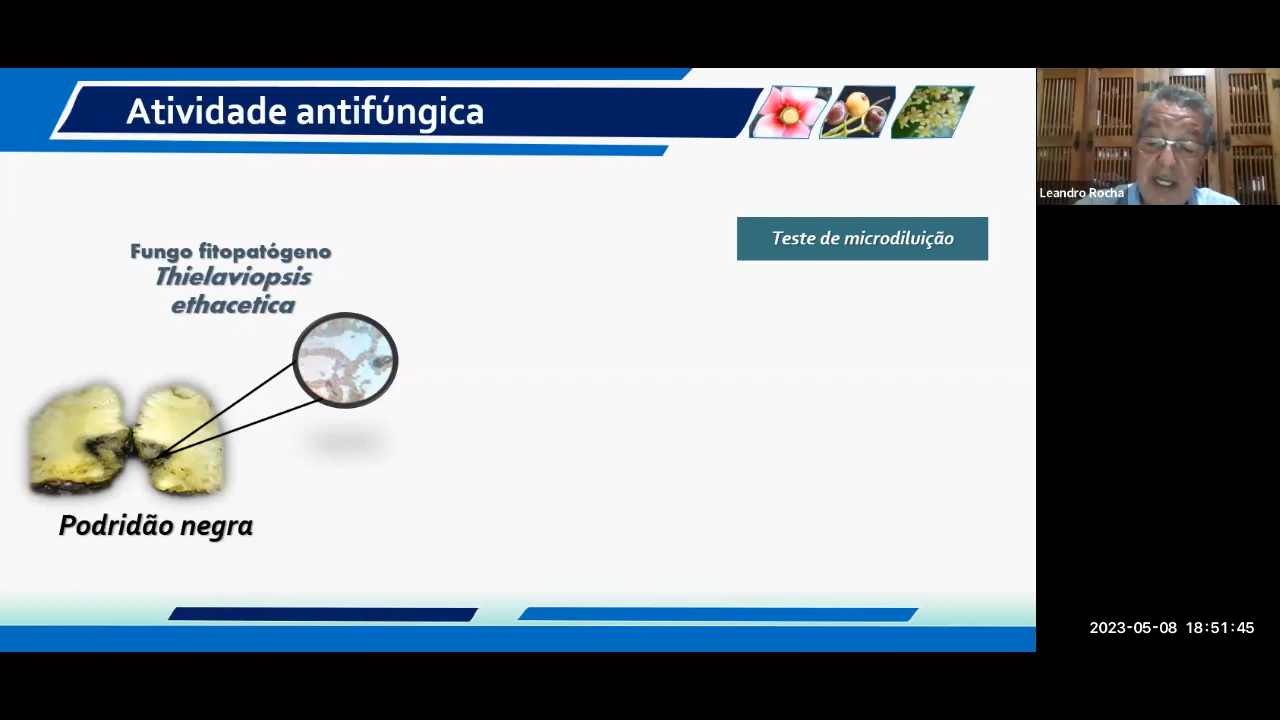 Atividade antifúngica
Leandro Rocha
Teste de microdiluição
Fungo fitopatógeno
Thielaviopsis
ethacetica
Podridão negra
2023-05-08 18:51:45